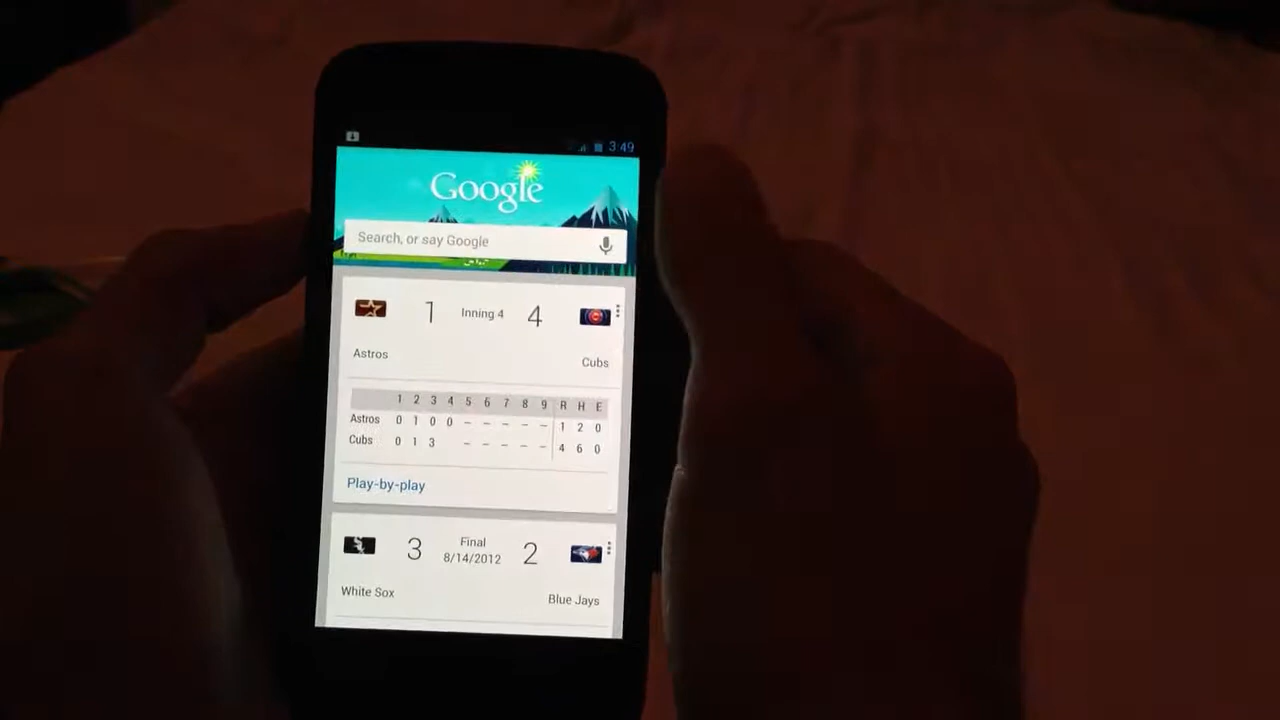 3:49
Google
Search, or say Google
1 Inning 4 4
Astros Cubs
1 2 3 4 5 6 7 8 9 R H E
Astros 0 1 0 0 – – – – – 1 2 0
Cubs 0 1 3 – – – – – 4 6 0
Play-by-play
3 Final 2
8/14/2012
White Sox Blue Jays